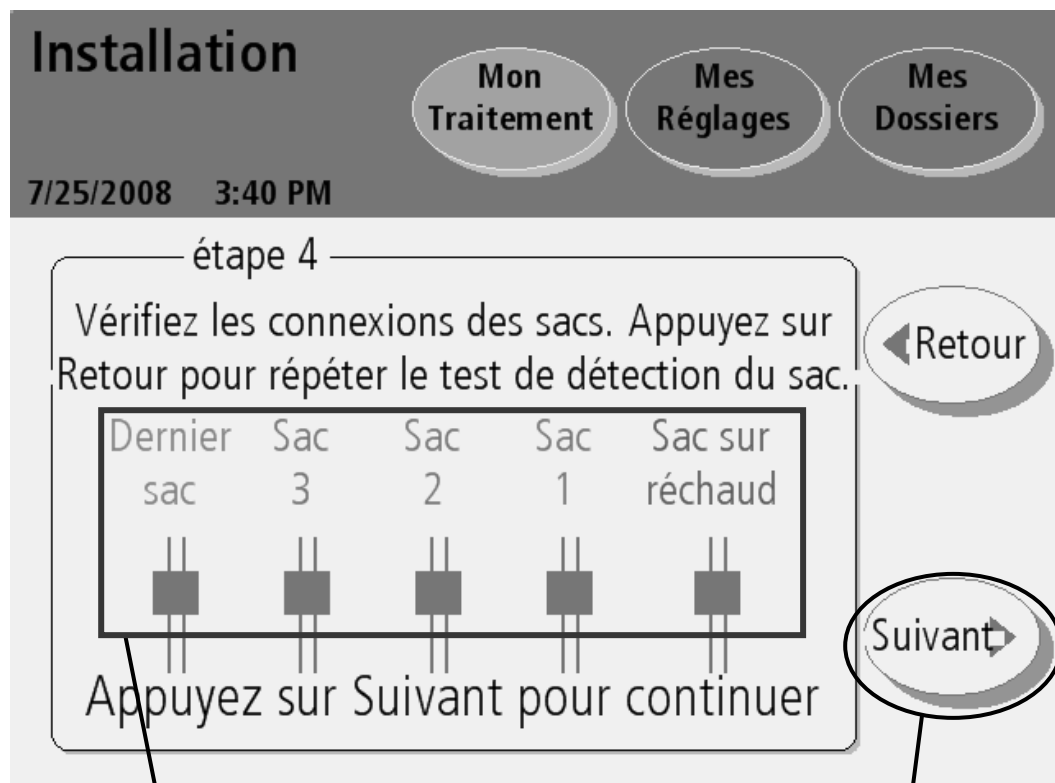 Installation
Mon
Traitement
Mes
Réglages
Mes
Dossiers
7/25/2008 3:40 PM
étape 4
Vérifiez les connexions des sacs. Appuyez sur
Retour pour répéter le test de détection du sac.
Retour
Dernier
sac
Sac
3
Sac
2
Sac
1
Sac sur
réchaud
Suivant
Appuyez sur Suivant pour continuer